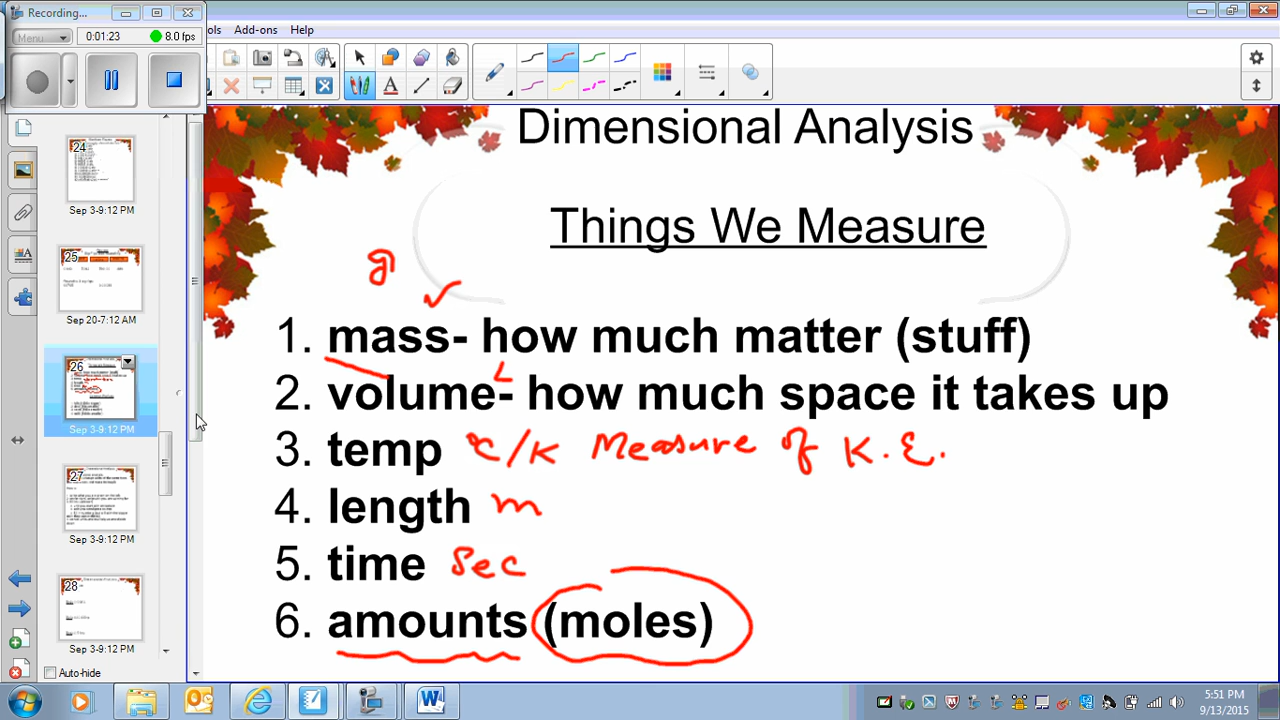 Recording...
Menu
0:01:23
8.0 fps
ols Add-ons Help
Dimensional Analysis
Things We Measure
g
1. mass- how much matter (stuff)
L
2. volume- how much space it takes up
3. temp °c/K Measure of K.E.
4. length m
5. time Sec
6. amounts (moles)
24
Sep 3-9:12 PM
25
Sep 20-7:12 AM
26
Sep 3-9:12 PM
27
Sep 3-9:12 PM
28
Sep 3-9:12 PM
Auto-hide
5:51 PM
9/13/2015